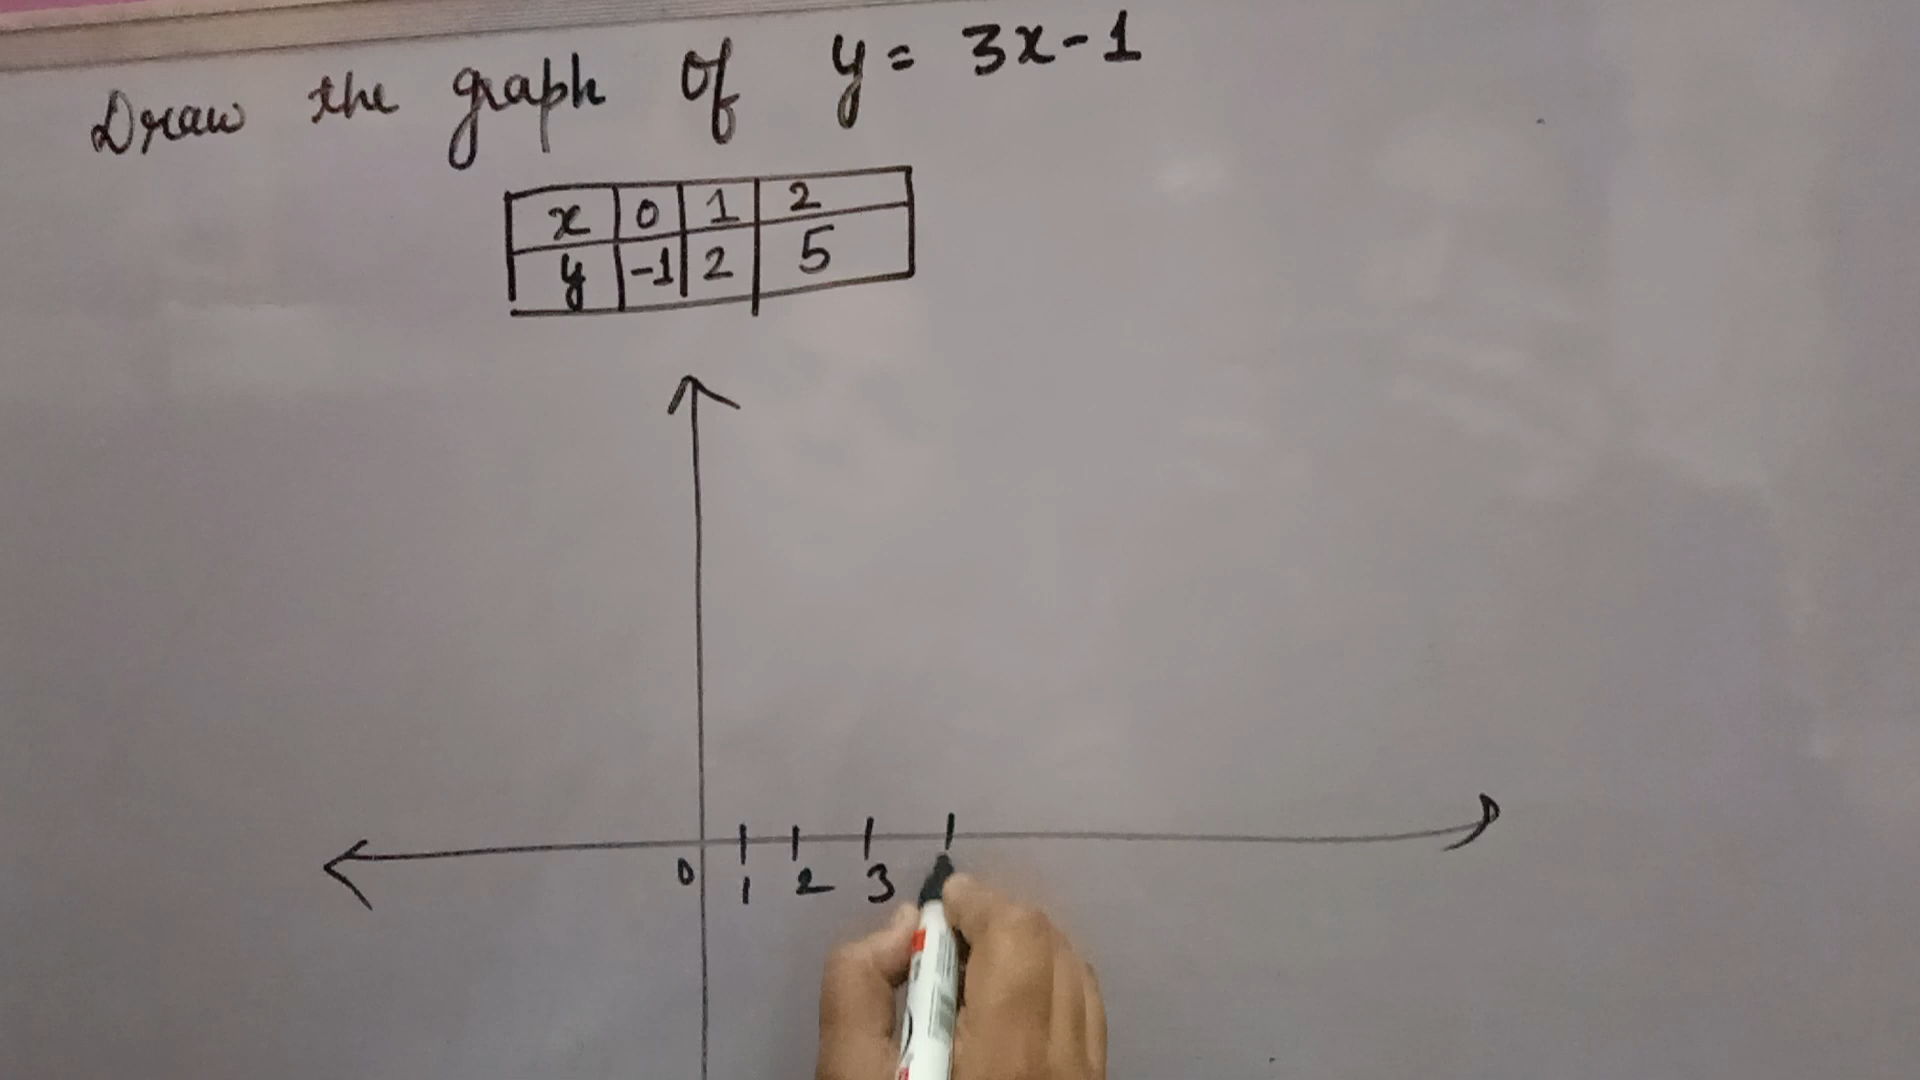 Draw the graph of y = 3x-1
x 0 1 2
y -1 2 5
0 1 2 3